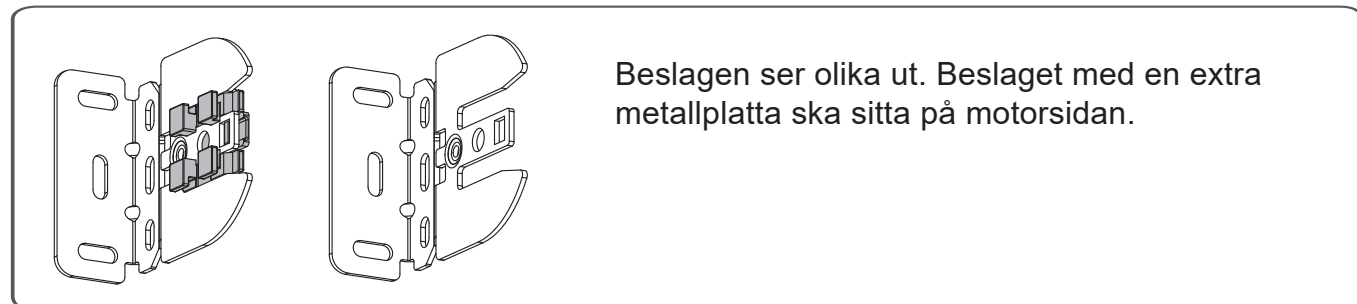 Beslagen ser olika ut. Beslaget med en extra
metallplatta ska sitta på motorsidan.